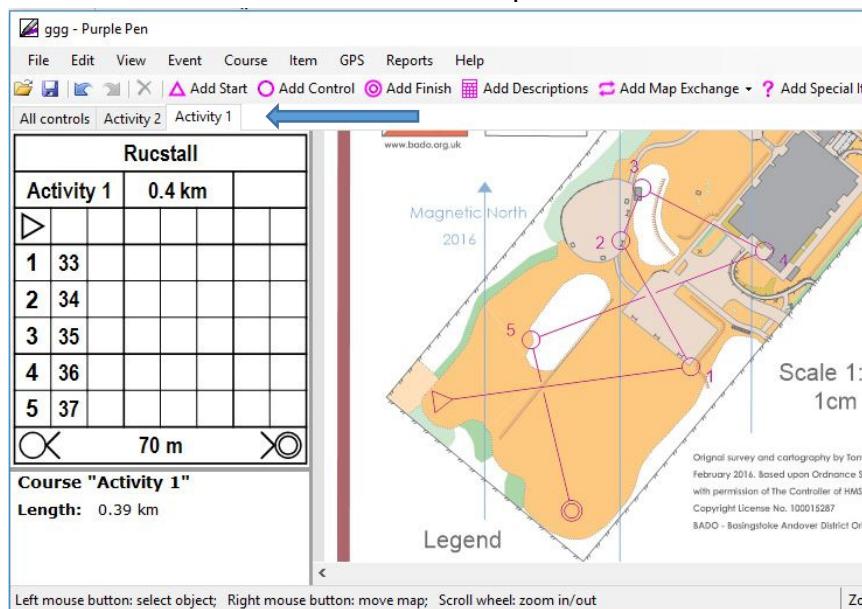 ggg - Purple Pen
File Edit View Event Course Item GPS Reports Help
Add Start Add Control Add Finish Add Descriptions Add Map Exchange ? Add Special
All controls Activity 2 Activity 1
Rucstall
Activity 1 0.4 km
1 33
2 34
3 35
4 36
5 37
70 m
Course "Activity 1"
Length: 0.39 km
www.bado.org.uk
Magnetic North
2016
3
2
4
5
1
Scale 1:
1cm
Orignal survey and cartography by
February 2016. Based upon Ordnance
with permission of The Controller of HMS
Copyright License No. 100015287
BADO - Basingstoke Andover District
Legend
Left mouse button: select object; Right mouse button: move map; Scroll wheel: zoom in/out